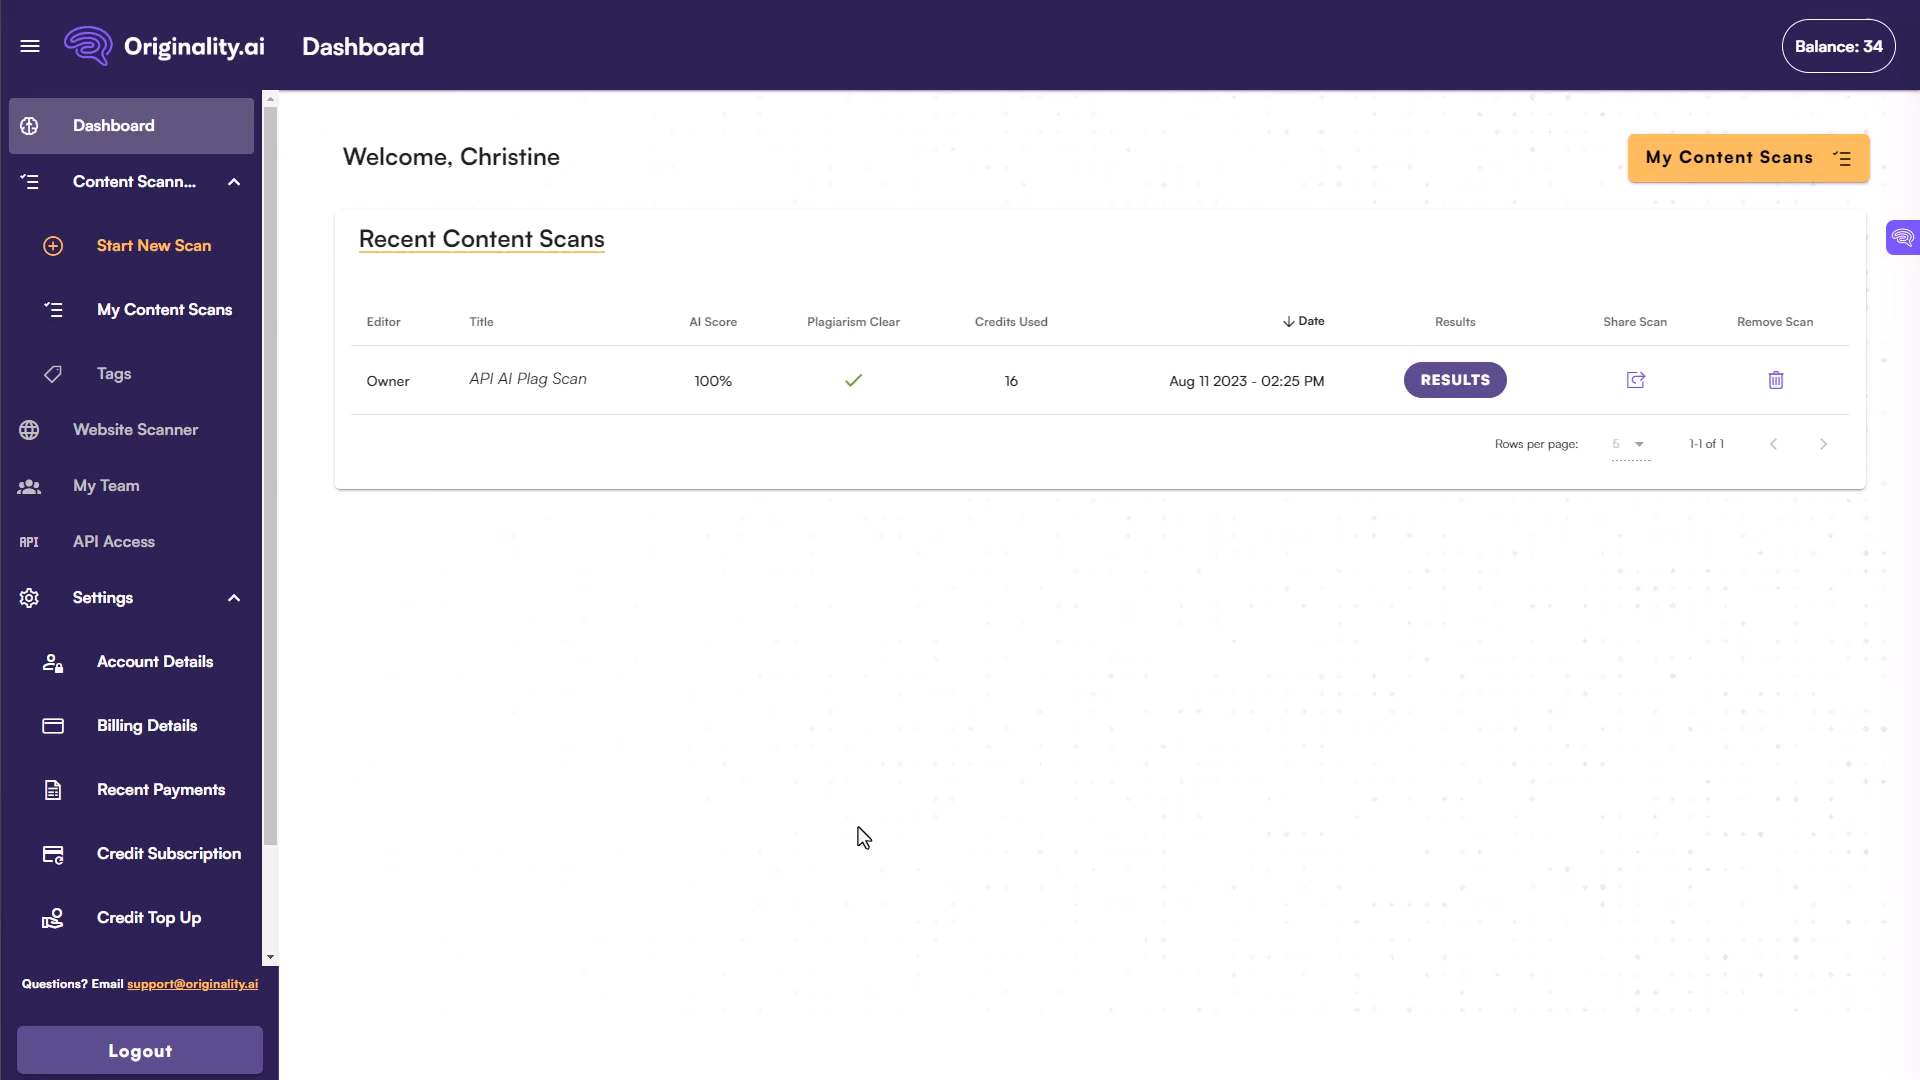 Originality.ai
Dashboard
Balance: 34
Dashboard
Content Scann...
Start New Scan
My Content Scans
Tags
Website Scanner
My Team
API
API Access
Settings
Account Details
Billing Details
Recent Payments
Credit Subscription
Credit Top Up
Questions? Email support@originality.ai
Logout
Welcome, Christine
My Content Scans
Recent Content Scans
Editor Title AI Score Plagiarism Clear Credits Used Date Results Share Scan Remove Scan
Owner API AI Plag Scan 100% 16 Aug 11 2023 - 02:25 PM RESULTS
Rows per page: 5 1-1 of 1